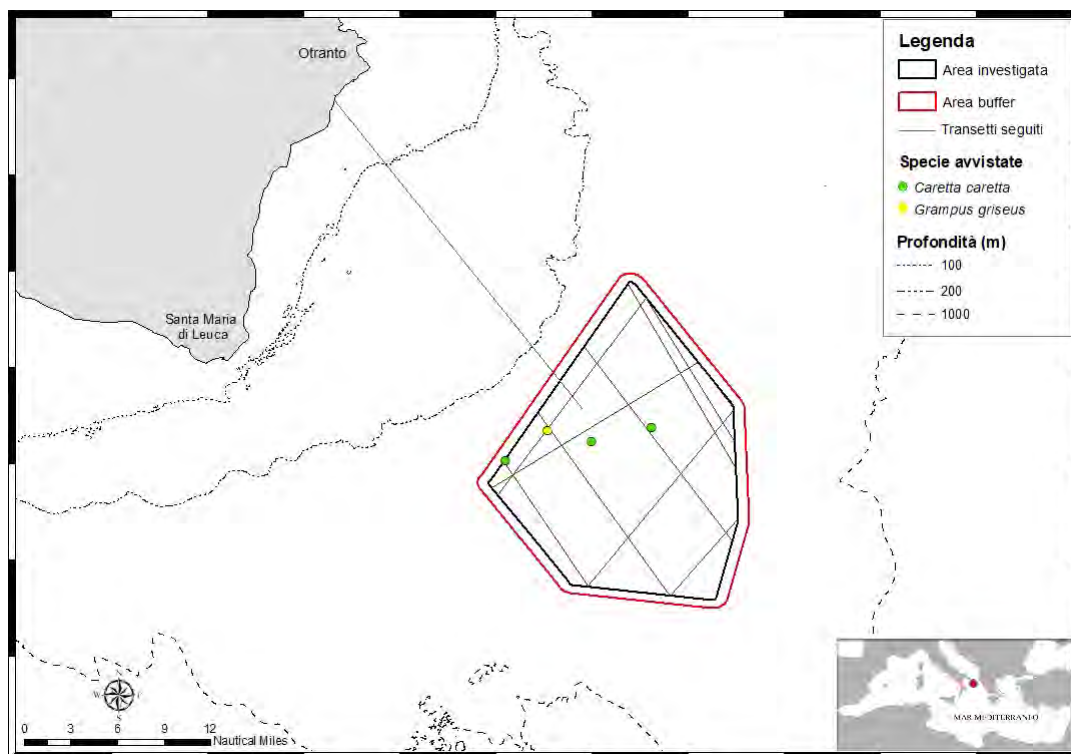 Otranto
Santa Maria
di Leuca
Legenda
Area investigata
Area buffer
Transetti seguiti
Specie avvistate
Caretta caretta
Grampus griseus
Profondità (m)
100
200
1000
N
W E
S
0 3 6 9 12
Nautical Miles
MAR MEDITERRANEO